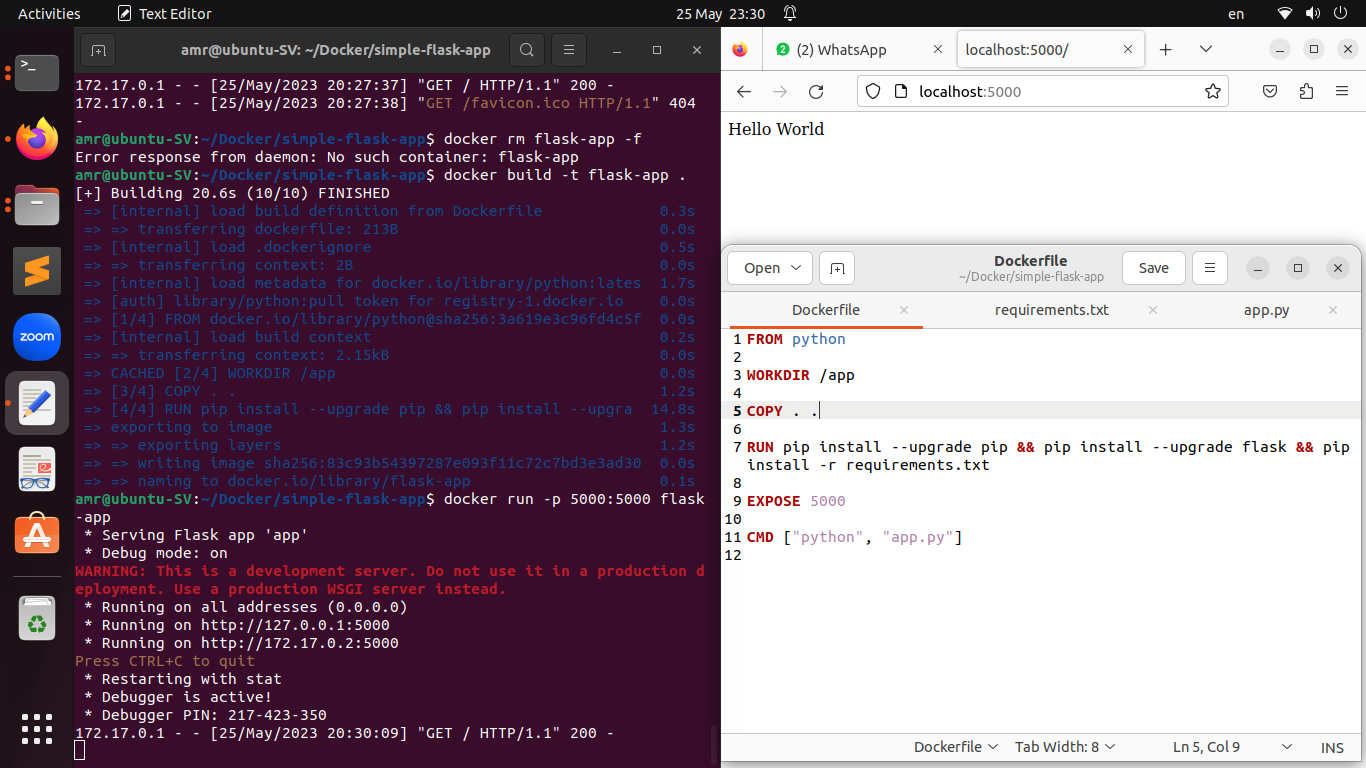 Activities
Text Editor
25 May 23:30
en
amr@ubuntu-SV: ~/Docker/simple-flask-app
172.17.0.1 - - [25/May/2023 20:27:37] "GET / HTTP/1.1" 200 -
172.17.0.1 - - [25/May/2023 20:27:38] "GET /favicon.ico HTTP/1.1" 404
-
amr@ubuntu-SV:~/Docker/simple-flask-app$ docker rm flask-app -f
Error response from daemon: No such container: flask-app
amr@ubuntu-SV:~/Docker/simple-flask-app$ docker build -t flask-app .
[+] Building 20.6s (10/10) FINISHED
=> [internal] load build definition from Dockerfile 0.3s
=> => transferring dockerfile: 213B 0.0s
=> [internal] load .dockerignore 0.5s
=> => transferring context: 2B 0.0s
=> [internal] load metadata for docker.io/library/python:lates 1.7s
=> [auth] library/python:pull token for registry-1.docker.io 0.0s
=> [1/4] FROM docker.io/library/python@sha256:3a619e3c96fd4c5f 0.0s
=> [internal] load build context 0.2s
=> => transferring context: 2.15kB 0.0s
=> CACHED [2/4] WORKDIR /app 0.0s
=> [3/4] COPY . . 1.2s
=> [4/4] RUN pip install --upgrade pip && pip install --upgra 14.8s
=> exporting to image 1.3s
=> => exporting layers 1.2s
=> => writing image sha256:83c93b54397287e093f11c72c7bd3e3ad30 0.0s
=> => naming to docker.io/library/flask-app 0.1s
amr@ubuntu-SV:~/Docker/simple-flask-app$ docker run -p 5000:5000 flask
-app
* Serving Flask app 'app'
* Debug mode: on
WARNING: This is a development server. Do not use it in a production d
eployment. Use a production WSGI server instead.
* Running on all addresses (0.0.0.0)
* Running on http://127.0.0.1:5000
* Running on http://172.17.0.2:5000
Press CTRL+C to quit
* Restarting with stat
* Debugger is active!
* Debugger PIN: 217-423-350
172.17.0.1 - - [25/May/2023 20:30:09] "GET / HTTP/1.1" 200 -
zoom
2 (2) WhatsApp
localhost:5000/
localhost:5000
Hello World
Open
Dockerfile
~/Docker/simple-flask-app
Save
Dockerfile
requirements.txt
app.py
1 FROM python
2
3 WORKDIR /app
4
5 COPY . .
6
7 RUN pip install --upgrade pip && pip install --upgrade flask && pip
install -r requirements.txt
8
9 EXPOSE 5000
10
11 CMD ["python", "app.py"]
12
Dockerfile
Tab Width: 8
Ln 5, Col 9
INS